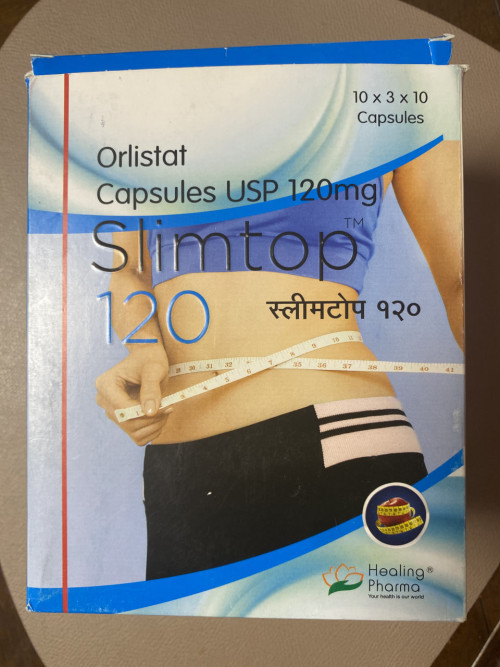 10 x 3 x 10
Capsules
Orlistat
Capsules USP 120mg
Slimtop™
120
स्लीमटोप १२०
Healing®
Pharma
Your health is our world